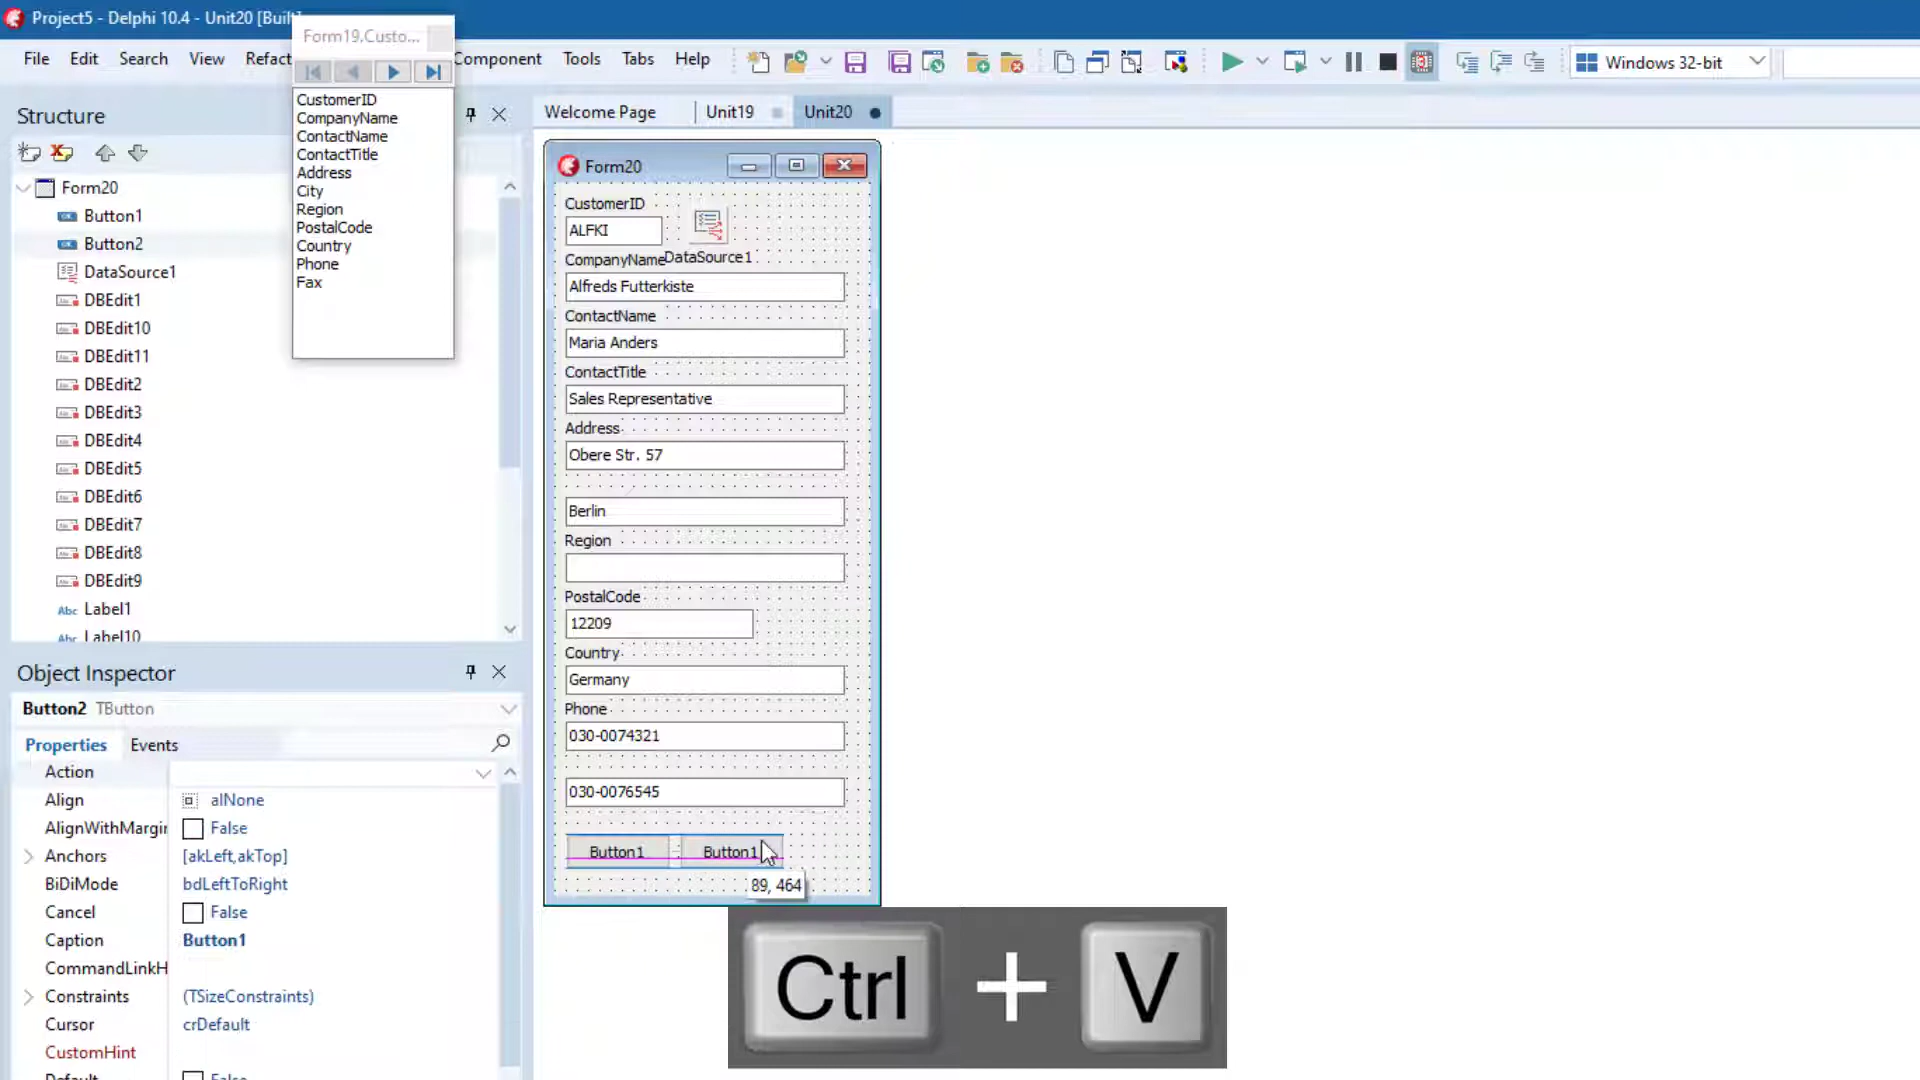 Project5 - Delphi 10.4 - Unit20 [Built]
Form19.Custo...
File Edit Search View Refact Component Tools Tabs Help
Windows 32-bit
CustomerID
CompanyName
ContactName
ContactTitle
Address
City
Region
PostalCode
Country
Phone
Fax
Structure
Form20
Button1
Button2
DataSource1
DBEdit1
DBEdit10
DBEdit11
DBEdit2
DBEdit3
DBEdit4
DBEdit5
DBEdit6
DBEdit7
DBEdit8
DBEdit9
Abc Label1
Abc Label10
Object Inspector
Button2 TButton
Properties Events
Action
Align alNone
AlignWithMargin False
Anchors [akLeft,akTop]
BiDiMode bdLeftToRight
Cancel False
Caption Button1
CommandLinkH
Constraints (TSizeConstraints)
Cursor crDefault
CustomHint
Default False
Welcome Page Unit19 Unit20
Form20
CustomerID
ALFKI
CompanyName DataSource1
Alfreds Futterkiste
ContactName
Maria Anders
ContactTitle
Sales Representative
Address
Obere Str. 57
Berlin
Region
PostalCode
12209
Country
Germany
Phone
030-0074321
030-0076545
Button1 Button1
89, 464
Ctrl + V